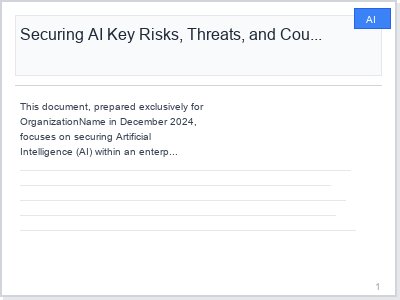 AI
Securing AI Key Risks, Threats, and Cou...
This document, prepared exclusively for
OrganizationName in December 2024,
focuses on securing Artificial
Intelligence (AI) within an enterp...
1